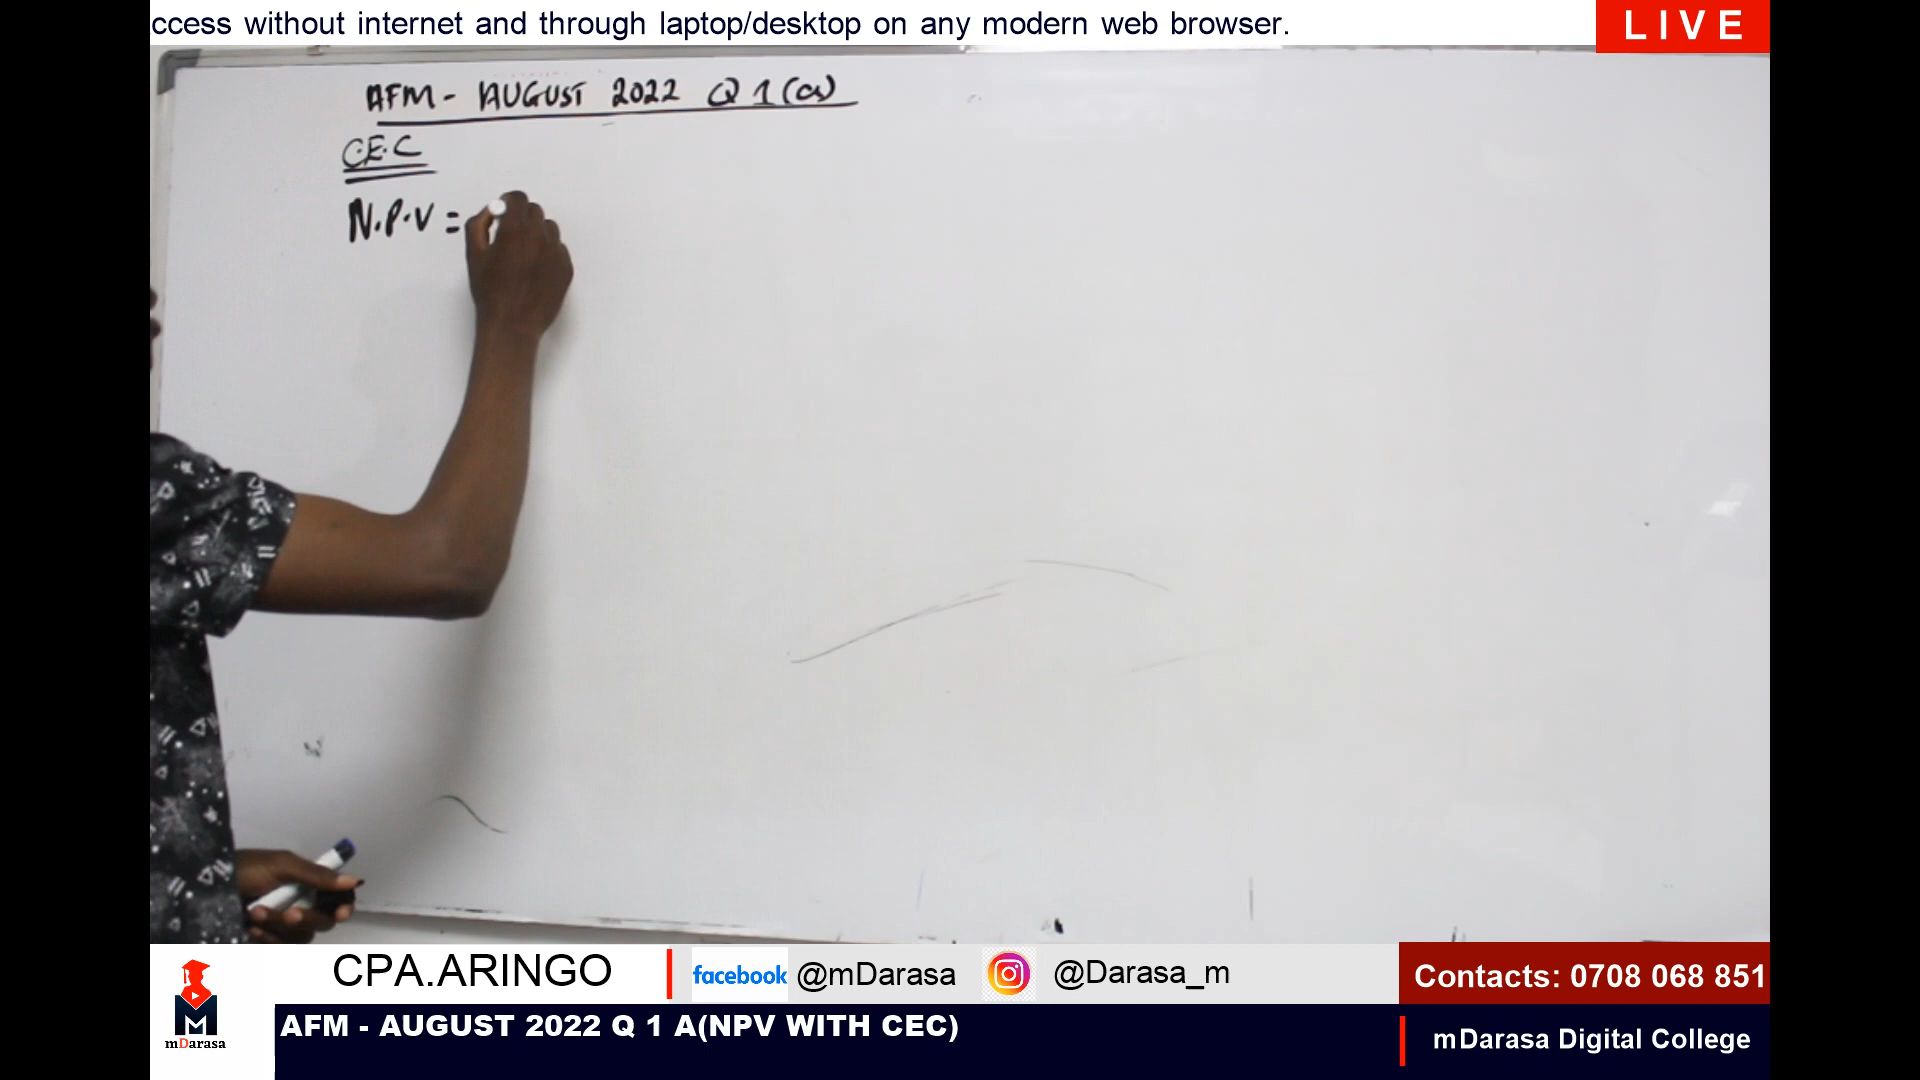 ccess without internet and through laptop/desktop on any modern web browser.
LIVE
AFM - AUGUST 2022 Q 1 (a)
C.E.C
N.P.V =
CPA.ARINGO
facebook @mDarasa
@Darasa_m
Contacts: 0708 068 851
mDarasa
AFM - AUGUST 2022 Q 1 A(NPV WITH CEC)
mDarasa Digital College